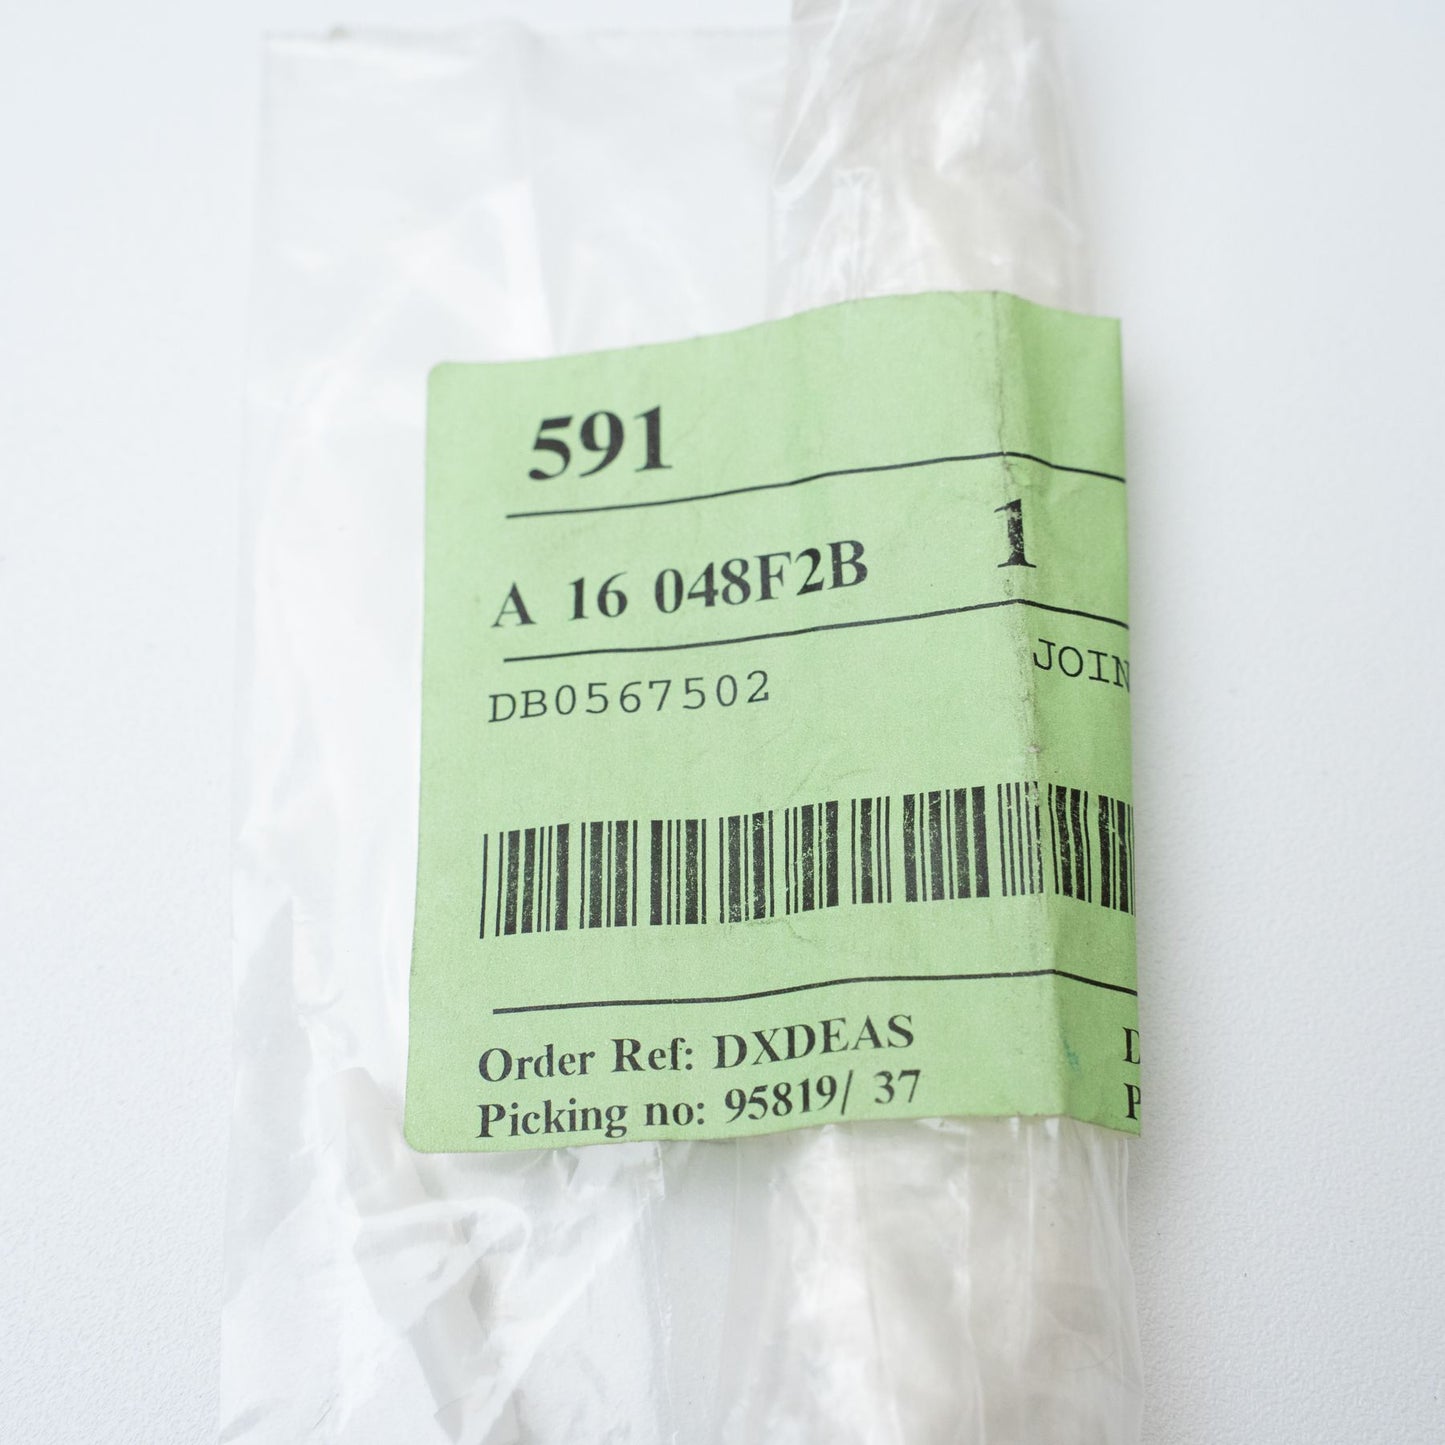 591
A 16 048F2B 1
DB0567502 JOIN
Order Ref: DXDEAS D
Picking no: 95819/ 37 P